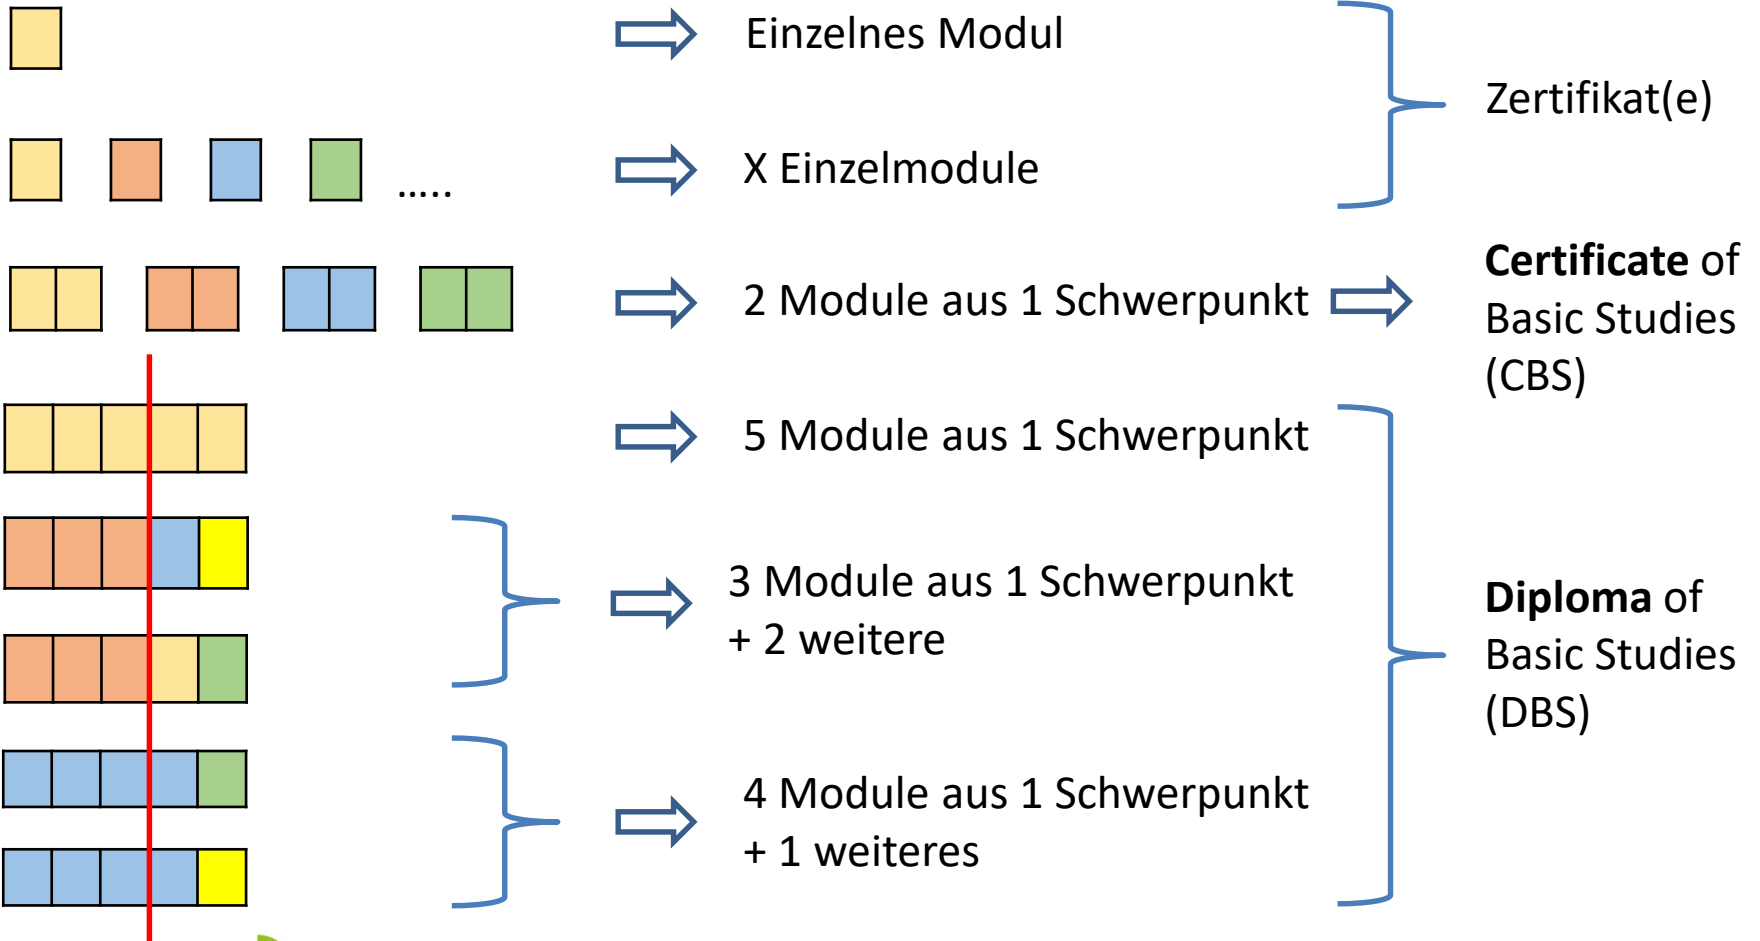 Einzelnes Modul
Zertifikat(e)
.....
X Einzelmodule
2 Module aus 1 Schwerpunkt
Certificate of
Basic Studies
(CBS)
5 Module aus 1 Schwerpunkt
3 Module aus 1 Schwerpunkt
+ 2 weitere
Diploma of
Basic Studies
(DBS)
4 Module aus 1 Schwerpunkt
+ 1 weiteres